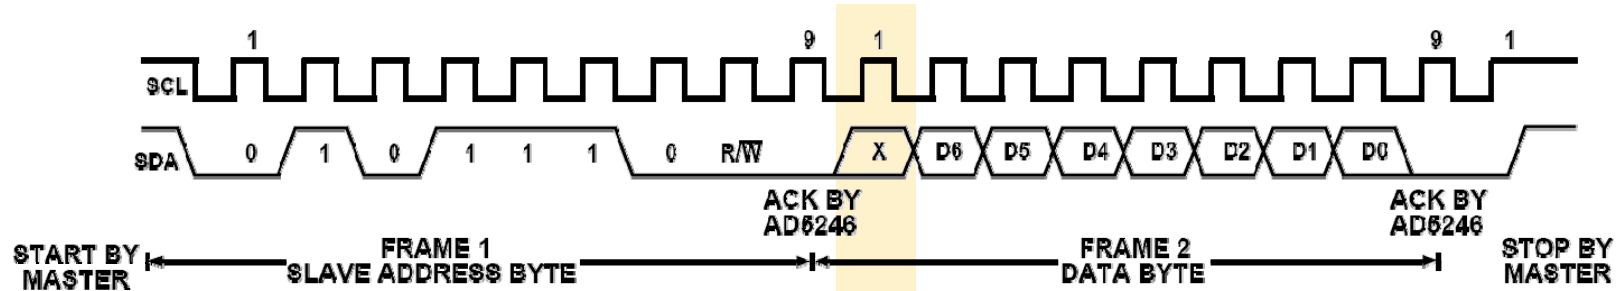 1 9 1 9 1
SCL
SDA 0 1 0 1 1 1 0 R/W̅ X D6 D5 D4 D3 D2 D1 D0
ACK BY
AD5246
ACK BY
AD5246
START BY
MASTER
FRAME 1
SLAVE ADDRESS BYTE
FRAME 2
DATA BYTE
STOP BY
MASTER